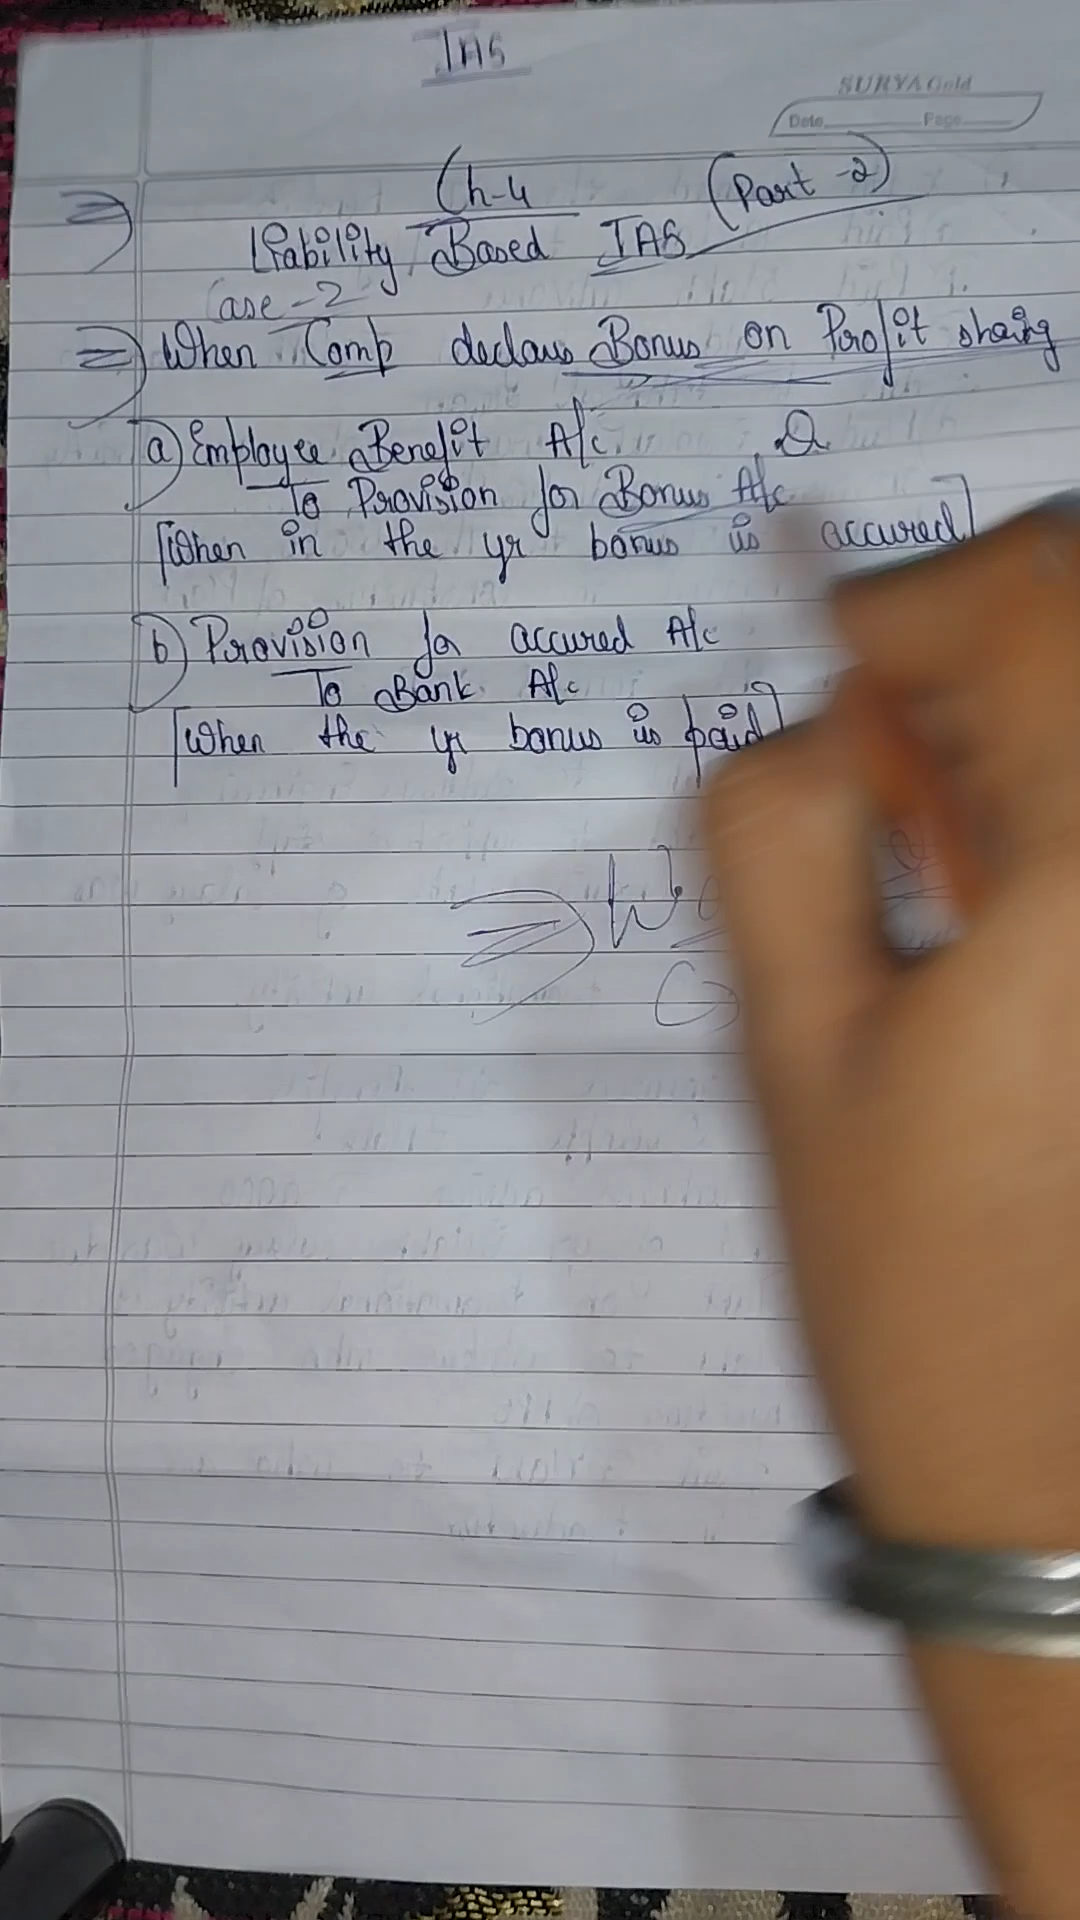 IAS
SURYA Gold
Date Page
Ch-4 (Part-2)
Liability Based IAS
Case-2
When Comp declares Bonus on Profit sharing
a) Employee Benefit A/c. Dr
To Provision for Bonus A/c
[When in the yr bonus is accured]
b) Provision for accured A/c
To Bank A/c
[When the yr bonus is paid]